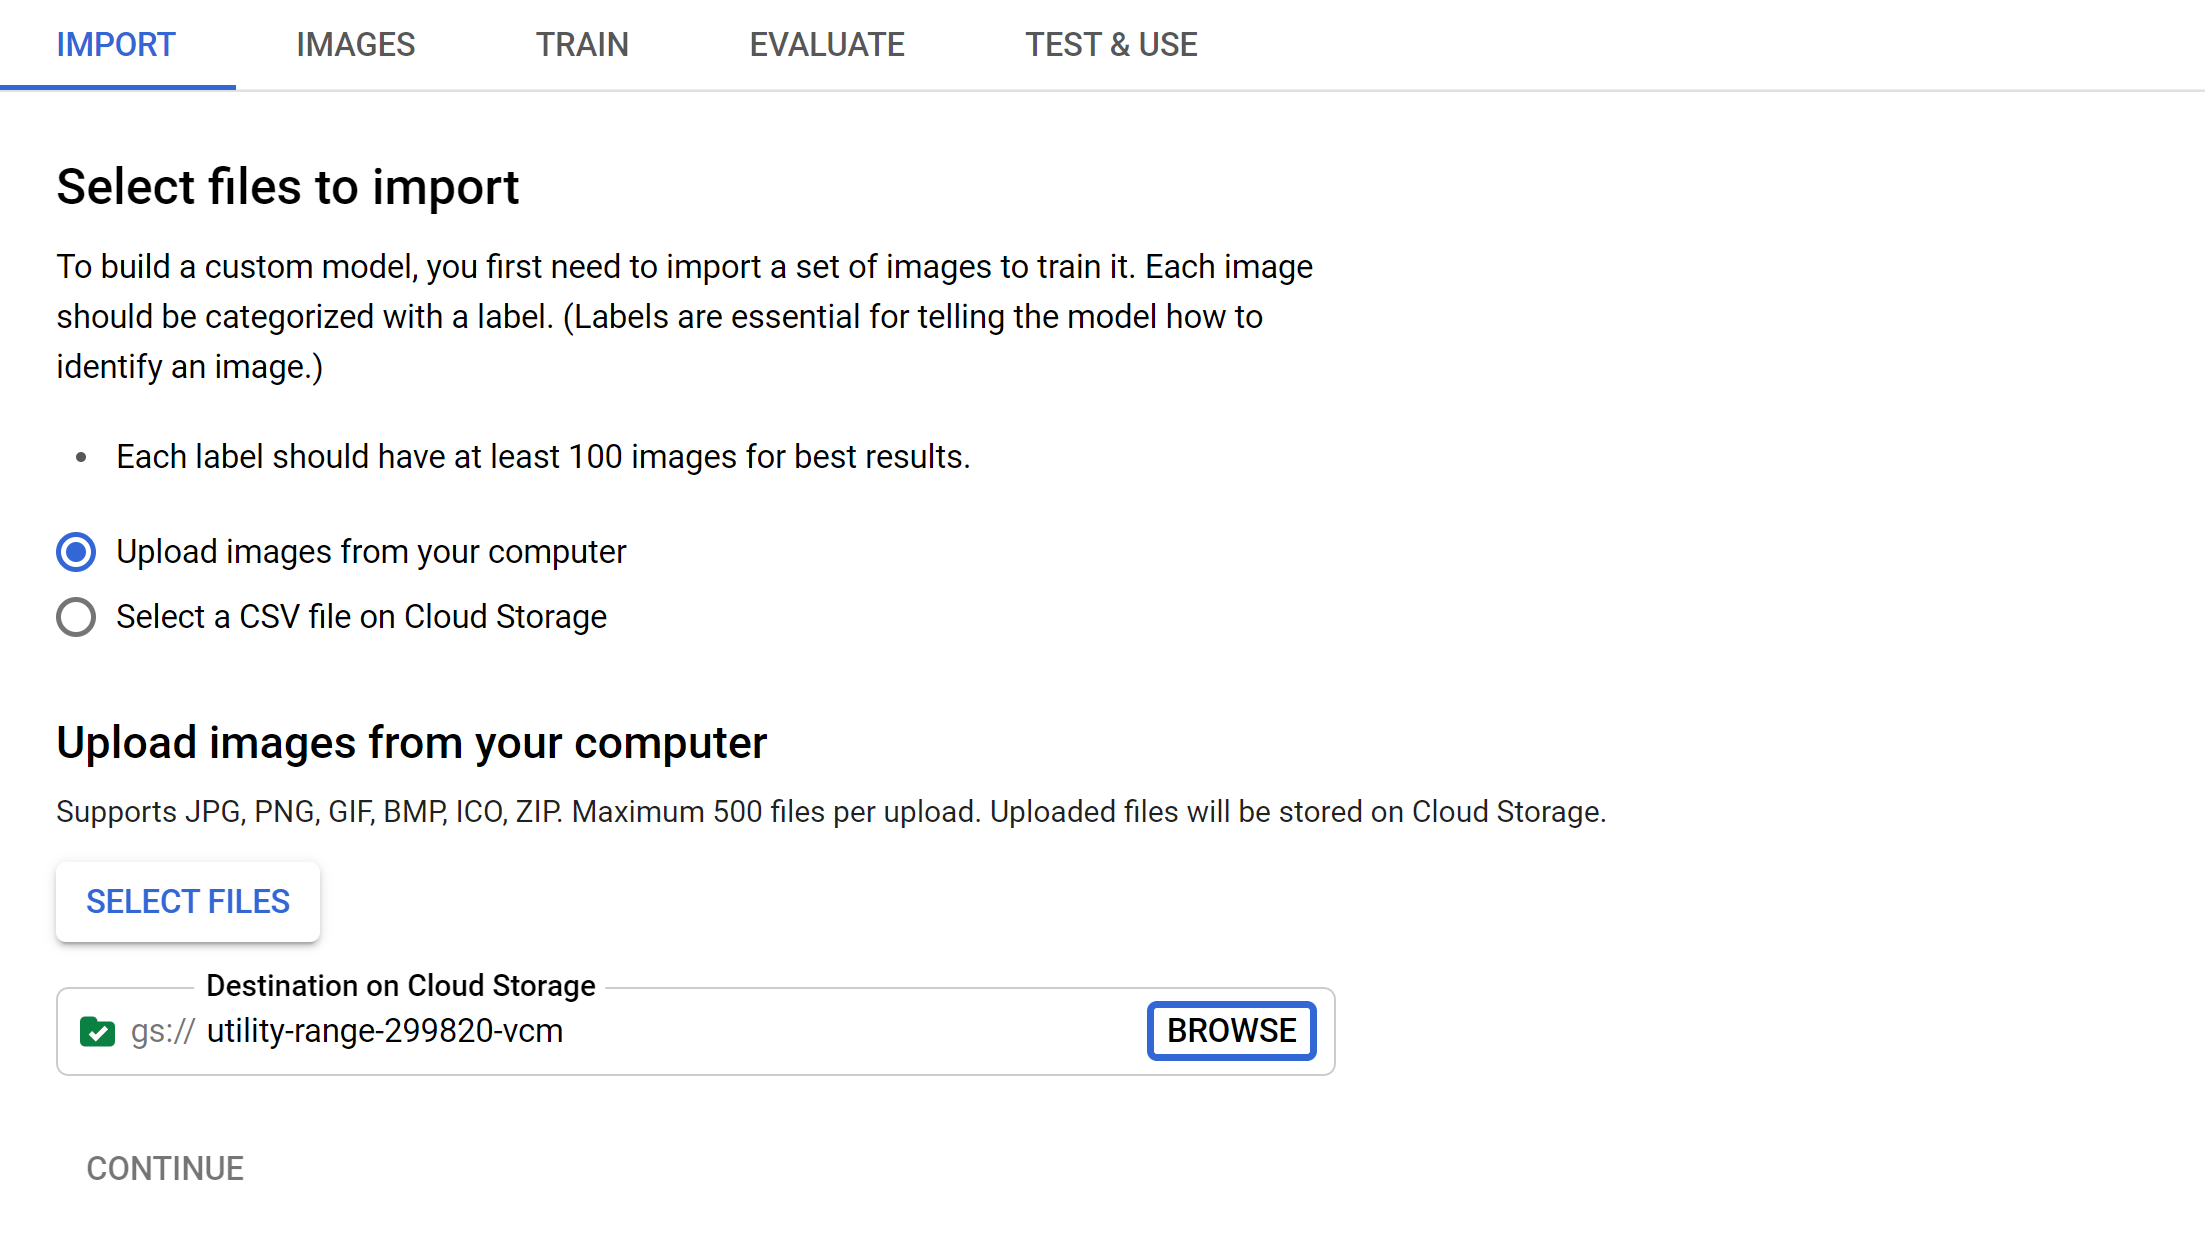 IMPORT IMAGES TRAIN EVALUATE TEST & USE
Select files to import
To build a custom model, you first need to import a set of images to train it. Each image
should be categorized with a label. (Labels are essential for telling the model how to
identify an image.)
• Each label should have at least 100 images for best results.
Upload images from your computer
Select a CSV file on Cloud Storage
Upload images from your computer
Supports JPG, PNG, GIF, BMP, ICO, ZIP. Maximum 500 files per upload. Uploaded files will be stored on Cloud Storage.
SELECT FILES
Destination on Cloud Storage
gs:// utility-range-299820-vcm BROWSE
CONTINUE